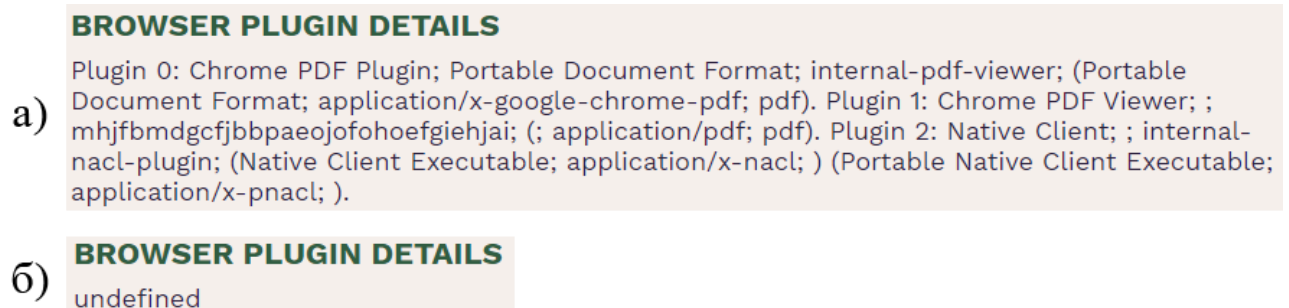 BROWSER PLUGIN DETAILS
Plugin 0: Chrome PDF Plugin; Portable Document Format; internal-pdf-viewer; (Portable
Document Format; application/x-google-chrome-pdf; pdf). Plugin 1: Chrome PDF Viewer; ;
а) mhjfbmdgcfjbbpaeojofohoefgiehjai; (; application/pdf; pdf). Plugin 2: Native Client; ; internal-
nacl-plugin; (Native Client Executable; application/x-nacl; ) (Portable Native Client Executable;
application/x-pnacl; ).
BROWSER PLUGIN DETAILS
б) undefined